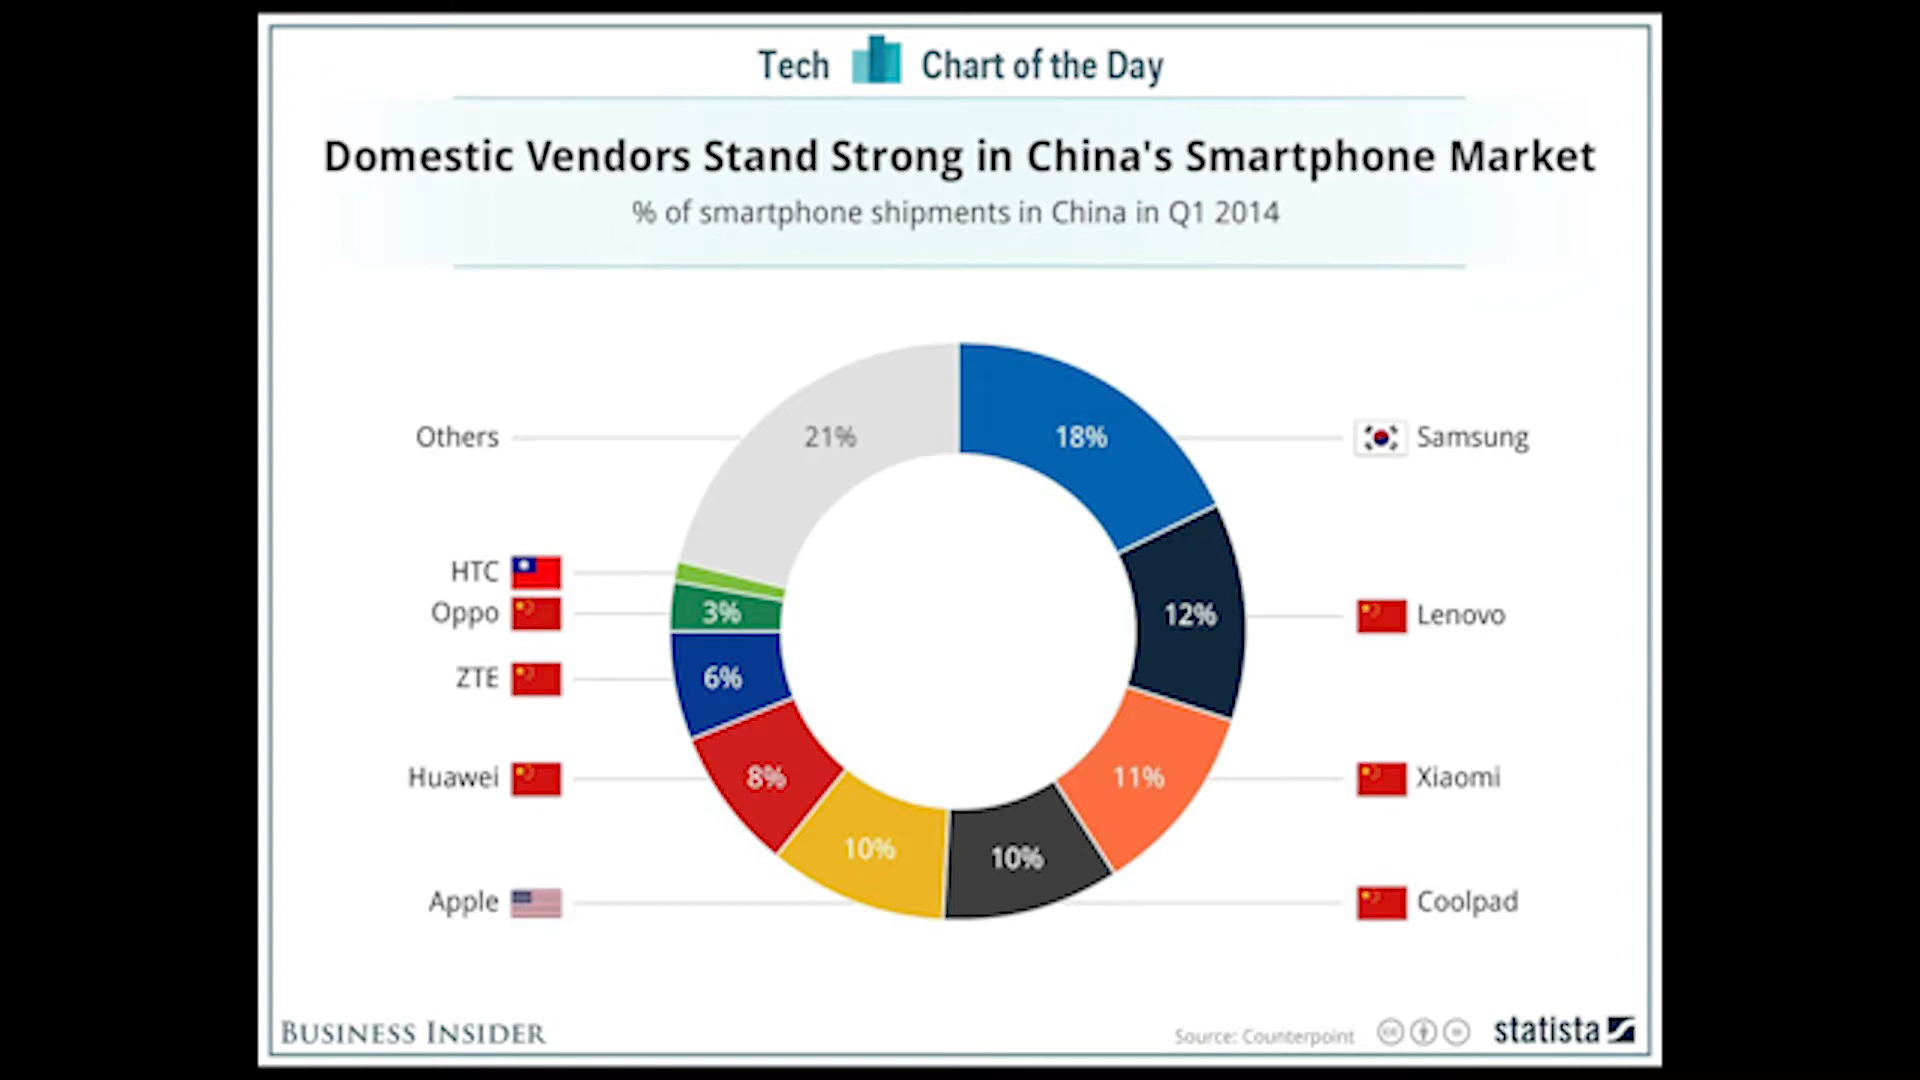 Tech Chart of the Day
Domestic Vendors Stand Strong in China's Smartphone Market
% of smartphone shipments in China in Q1 2014
Others 21% 18% Samsung
HTC
Oppo 3% 12% Lenovo
ZTE 6%
Huawei 8% 11% Xiaomi
10% 10%
Apple Coolpad
BUSINESS INSIDER Source: Counterpoint cc statista